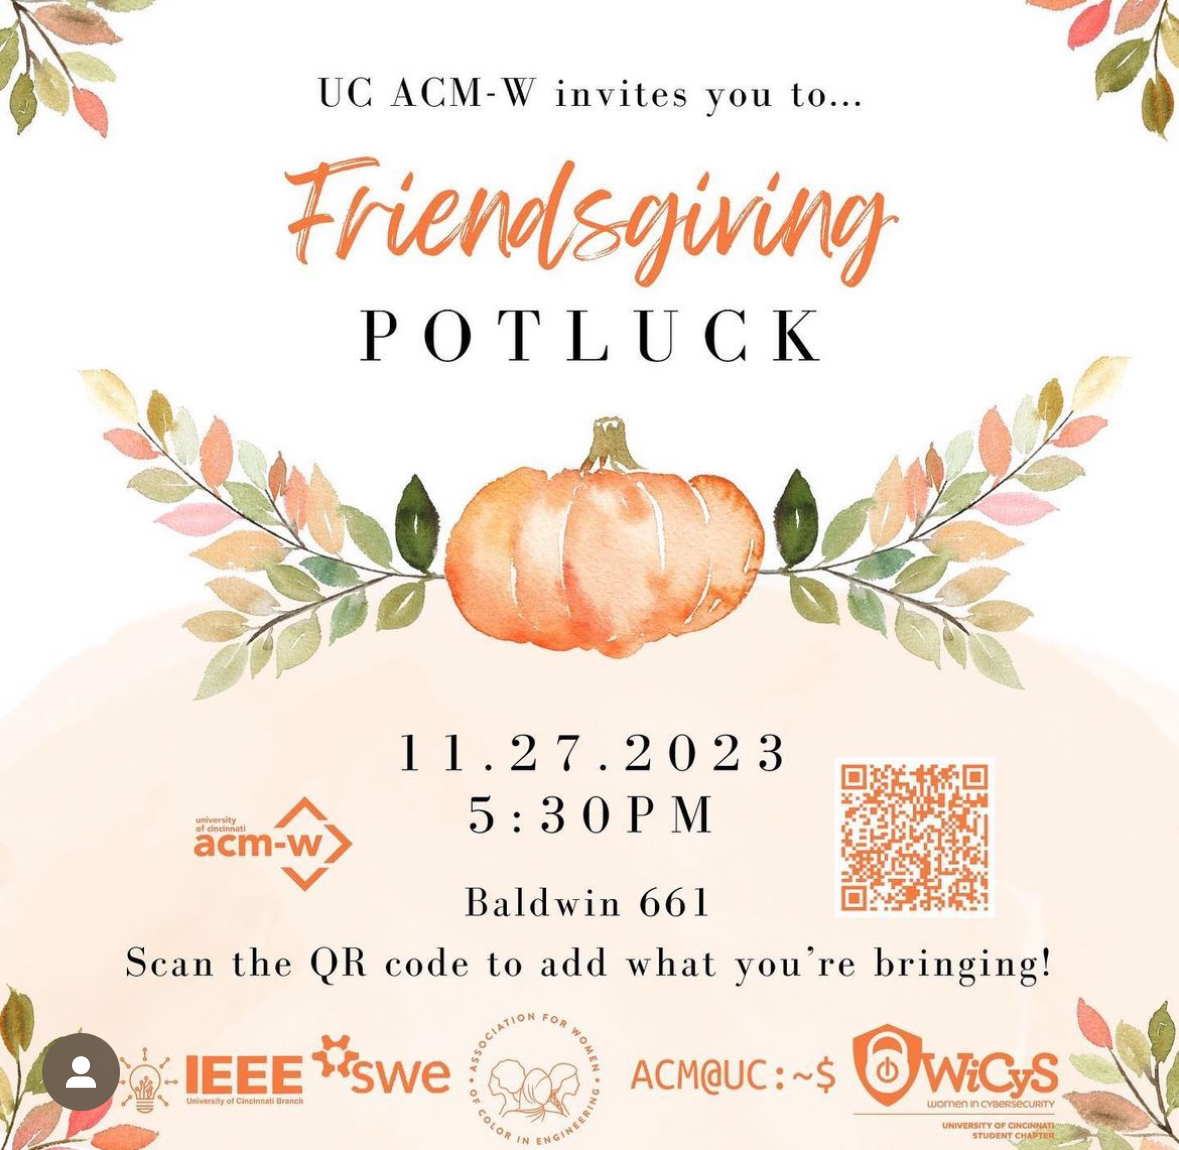 UC ACM-W invites you to...
Friendsgiving
POTLUCK
11.27.2023
5:30PM
university
of cincinnati
acm-w
Baldwin 661
Scan the QR code to add what you're bringing!
IEEE
University of Cincinnati Branch
swe
ASSOCIATION FOR WOMEN
OF COLOR IN ENGINEERING
ACM@UC:~$
WiCyS
WOMEN IN CYBERSECURITY
UNIVERSITY OF CINCINNATI
STUDENT CHAPTER